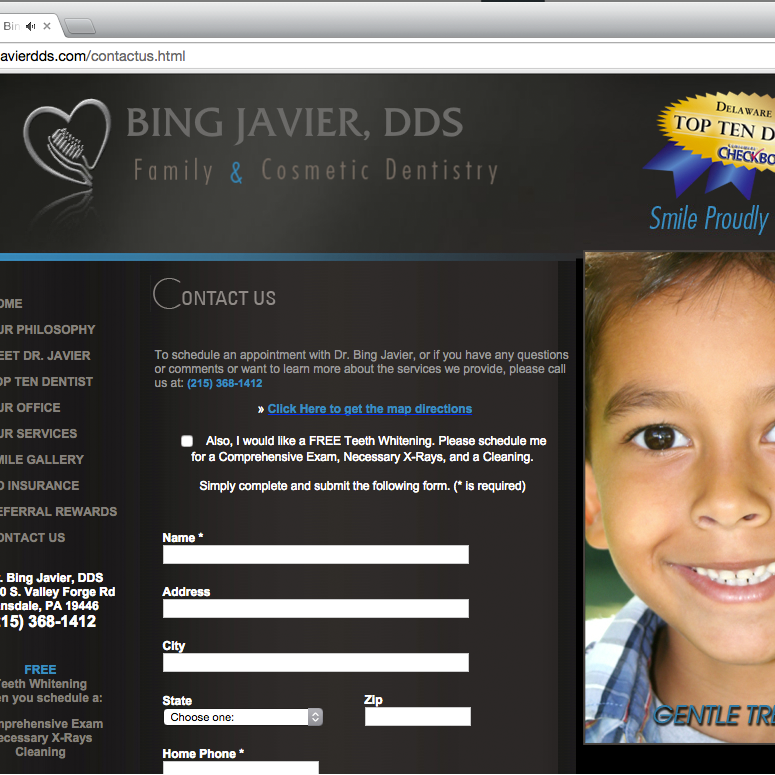 Bin
avierdds.com/contactus.html
BING JAVIER, DDS
Family & Cosmetic Dentistry
DELAWARE
TOP TEN D
CHECKBO
Smile Proudly
CONTACT US
OME
UR PHILOSOPHY
EET DR. JAVIER
OP TEN DENTIST
UR OFFICE
UR SERVICES
MILE GALLERY
O INSURANCE
EFERRAL REWARDS
ONTACT US
. Bing Javier, DDS
0 S. Valley Forge Rd
nsdale, PA 19446
15) 368-1412
FREE
Teeth Whitening
en you schedule a:
mprehensive Exam
ecessary X-Rays
Cleaning
To schedule an appointment with Dr. Bing Javier, or if you have any questions
or comments or want to learn more about the services we provide, please call
us at: (215) 368-1412
» Click Here to get the map directions
Also, I would like a FREE Teeth Whitening. Please schedule me
for a Comprehensive Exam, Necessary X-Rays, and a Cleaning.
Simply complete and submit the following form. (* is required)
Name *
Address
City
State
Zip
Choose one:
Home Phone *
GENTLE TRE